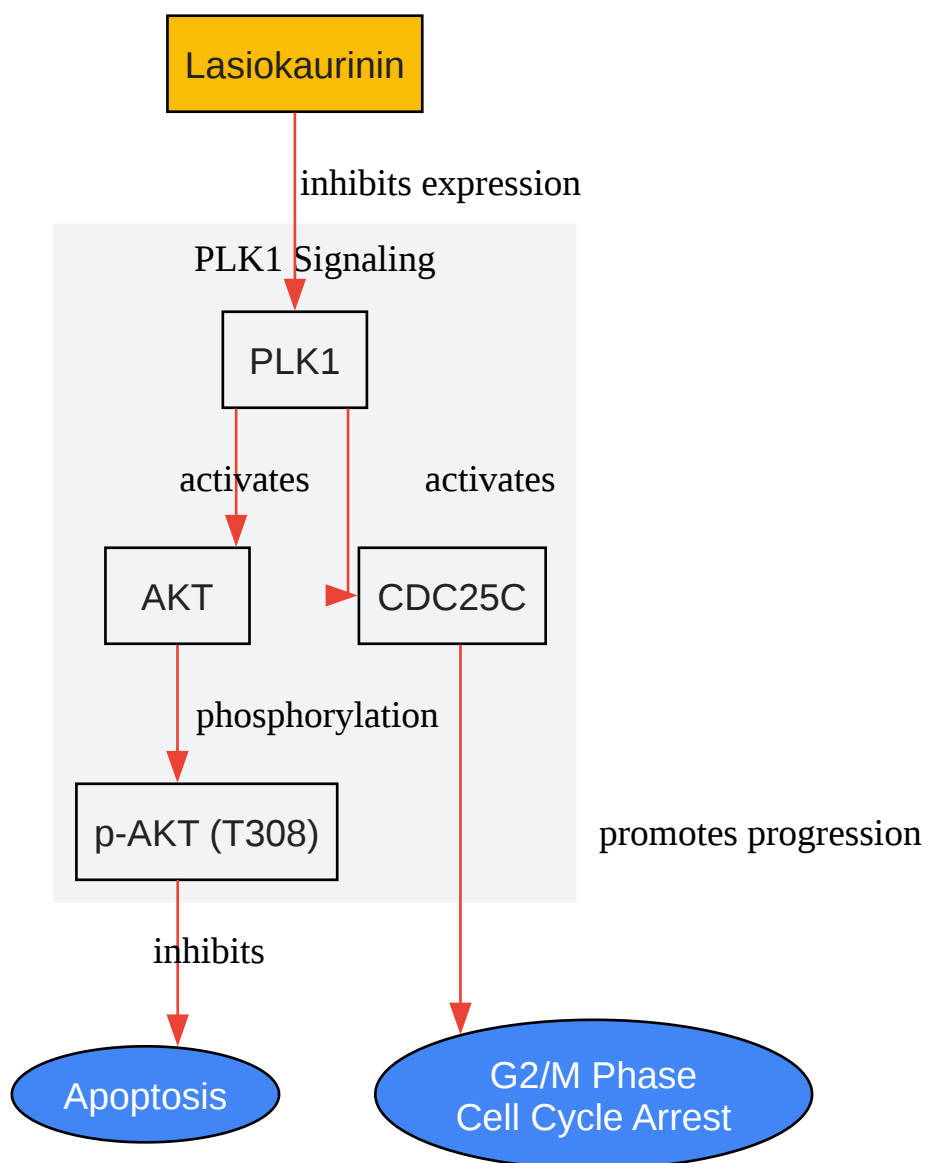 Lasiokaurinin
inhibits expression
PLK1 Signaling
PLK1
activates
activates
AKT
CDC25C
phosphorylation
p-AKT (T308)
promotes progression
inhibits
Apoptosis
G2/M Phase
Cell Cycle Arrest